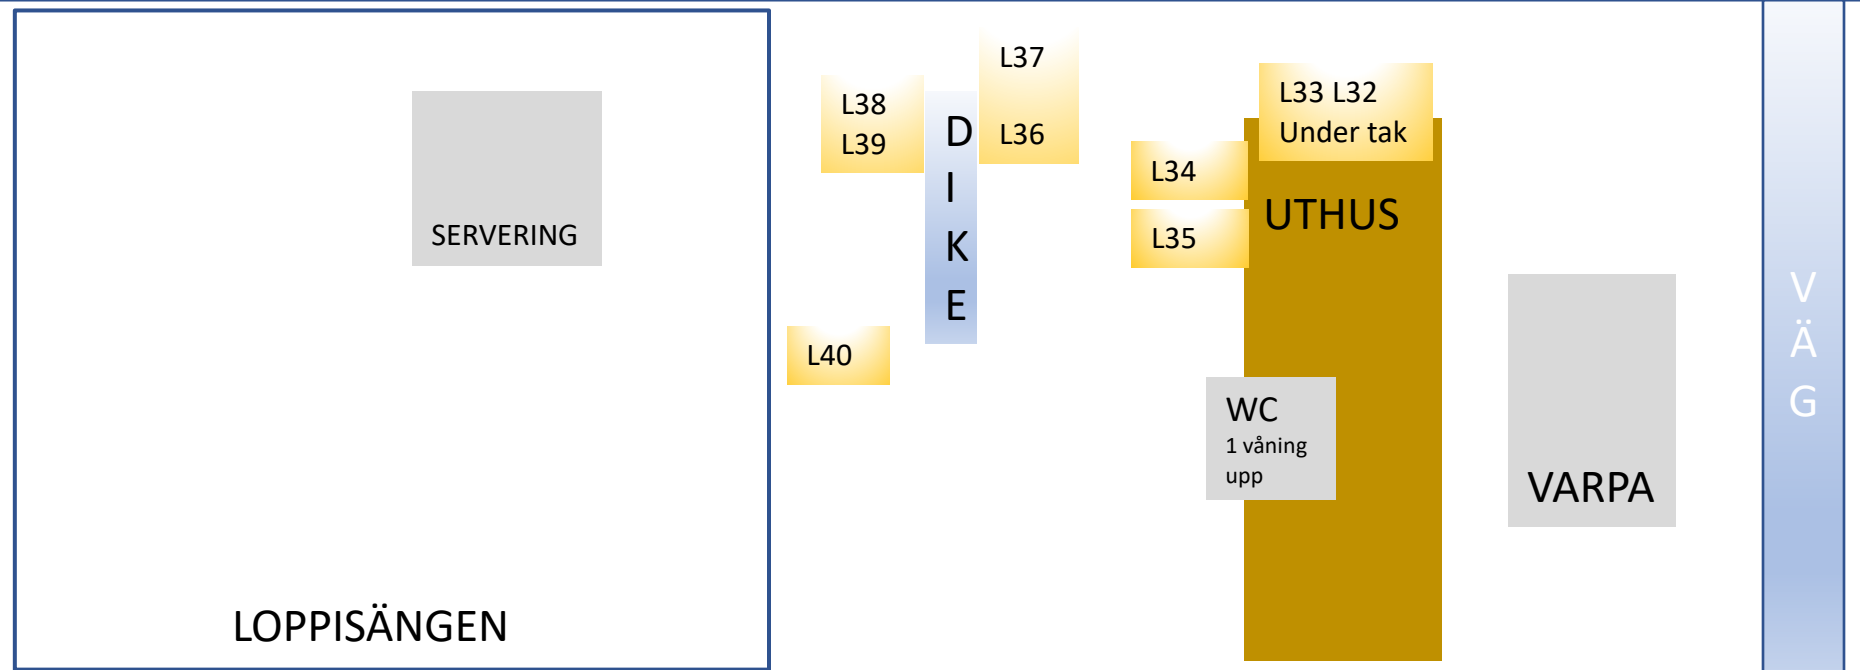 SERVERING
LOPPISÄNGEN
L38
L39
L40
D
I
K
E
L37
L36
L34
L35
L33 L32
Under tak
UTHUS
WC
1 våning
upp
VARPA
V
Ä
G